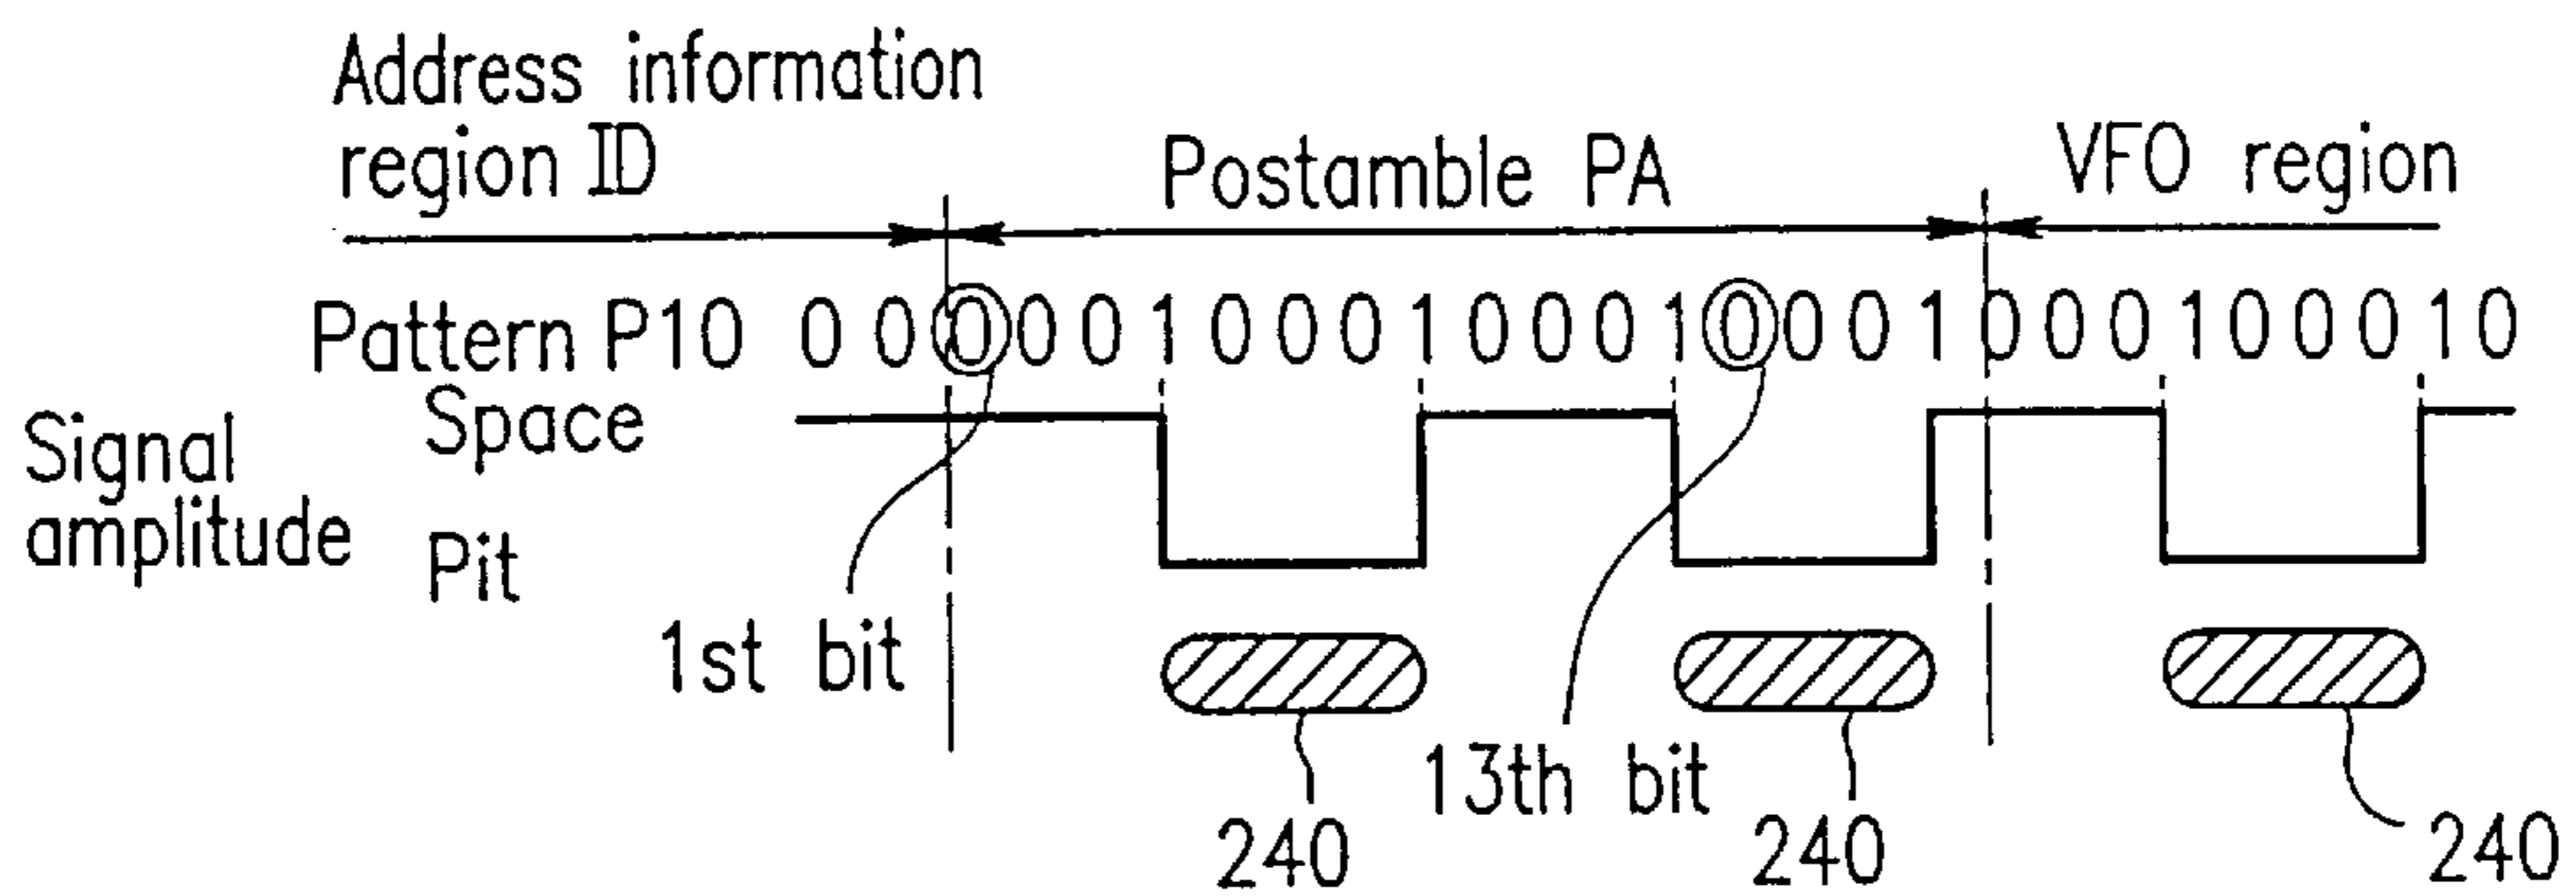 Address information
region ID
Postamble PA
VFO region
Pattern P10 0 0 0 0 0 1 0 0 0 1 0 0 0 1 0 0 0 1 0 0 0 1 0 0 0 1 0
Signal
amplitude
Space
Pit
1st bit
13th bit
240
240
240